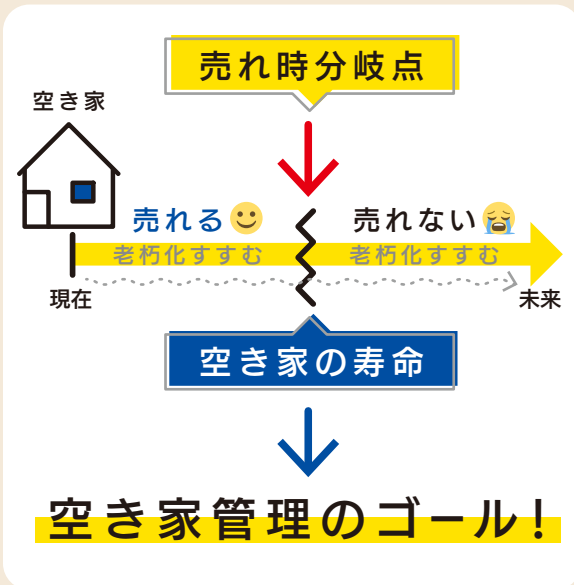 売れ時分岐点
空き家
売れる
売れない
老朽化すすむ
老朽化すすむ
現在
未来
空き家の寿命
空き家管理のゴール!